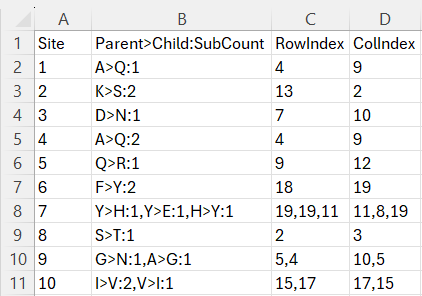 A B C D
1 Site Parent>Child:SubCount RowIndex ColIndex
2 1 A>Q:1 4 9
3 2 K>S:2 13 2
4 3 D>N:1 7 10
5 4 A>Q:2 4 9
6 5 Q>R:1 9 12
7 6 F>Y:2 18 19
8 7 Y>H:1,Y>E:1,H>Y:1 19,19,11 11,8,19
9 8 S>T:1 2 3
10 9 G>N:1,A>G:1 5,4 10,5
11 10 I>V:2,V>I:1 15,17 17,15